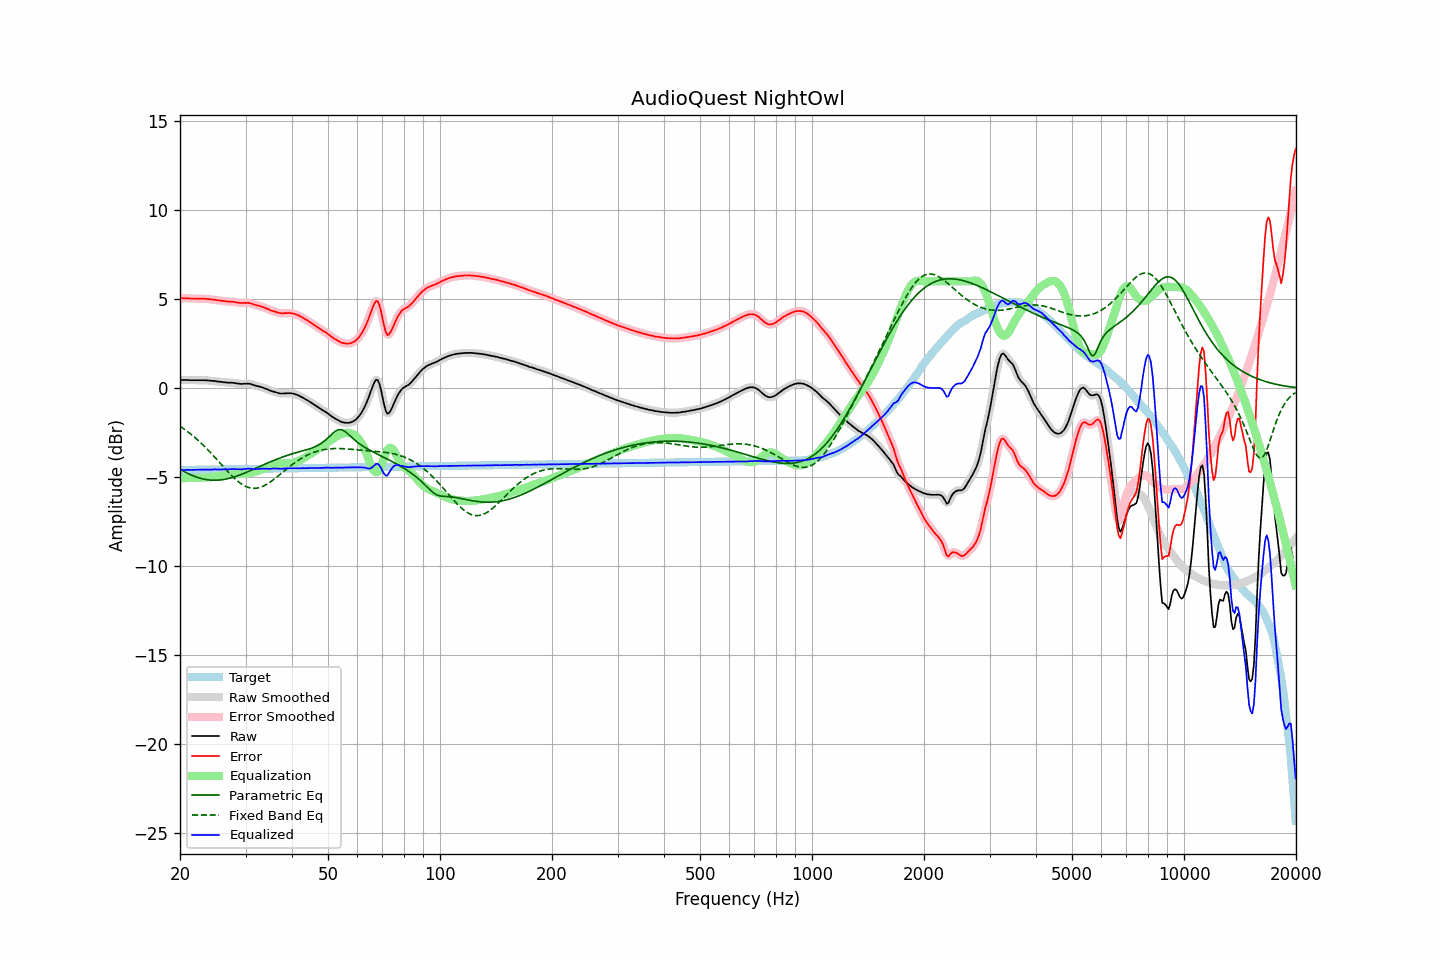 AudioQuest NightOwl
Amplitude (dBr)
15
10
5
0
−5
−10
−15
−20
−25
Target
Raw Smoothed
Error Smoothed
Raw
Error
Equalization
Parametric Eq
Fixed Band Eq
Equalized
20 50 100 200 500 1000 2000 5000 10000 20000
Frequency (Hz)